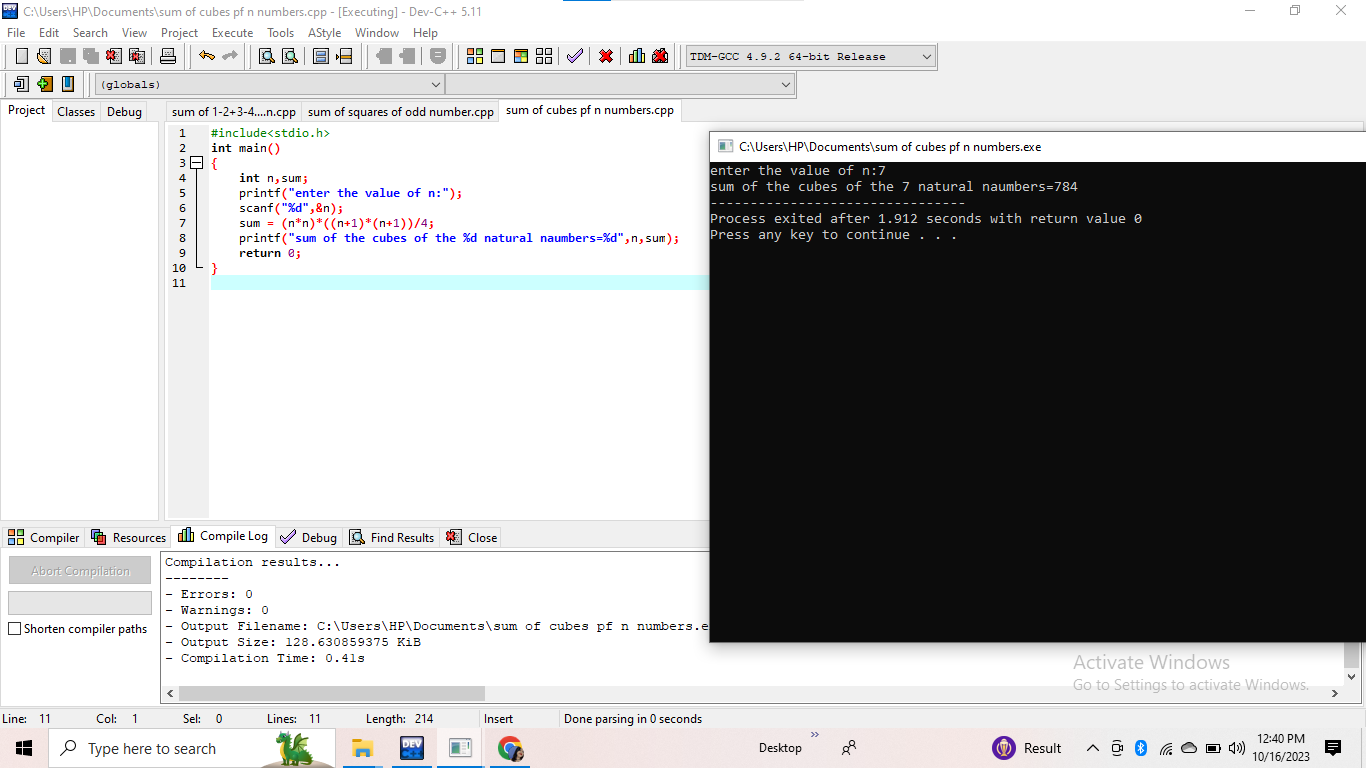 C:\Users\HP\Documents\sum of cubes pf n numbers.cpp - [Executing] - Dev-C++ 5.11
File Edit Search View Project Execute Tools AStyle Window Help
TDM-GCC 4.9.2 64-bit Release
(globals)
Project Classes Debug
sum of 1-2+3-4....n.cpp sum of squares of odd number.cpp sum of cubes pf n numbers.cpp
1 #include<stdio.h>
2 int main()
3 {
4 int n,sum;
5 printf("enter the value of n:");
6 scanf("%d",&n);
7 sum = (n*n)*((n+1)*(n+1))/4;
8 printf("sum of the cubes of the %d natural naumbers=%d",n,sum);
9 return 0;
10 }
11
C:\Users\HP\Documents\sum of cubes pf n numbers.exe
enter the value of n:7
sum of the cubes of the 7 natural naumbers=784
--------------------------------
Process exited after 1.912 seconds with return value 0
Press any key to continue . . .
Compiler Resources Compile Log Debug Find Results Close
Abort Compilation
Shorten compiler paths
Compilation results...
--------
- Errors: 0
- Warnings: 0
- Output Filename: C:\Users\HP\Documents\sum of cubes pf n numbers.e
- Output Size: 128.630859375 KiB
- Compilation Time: 0.41s
Activate Windows
Go to Settings to activate Windows.
Line: 11 Col: 1 Sel: 0 Lines: 11 Length: 214 Insert Done parsing in 0 seconds
Type here to search
DEV
Desktop
Result
12:40 PM
10/16/2023